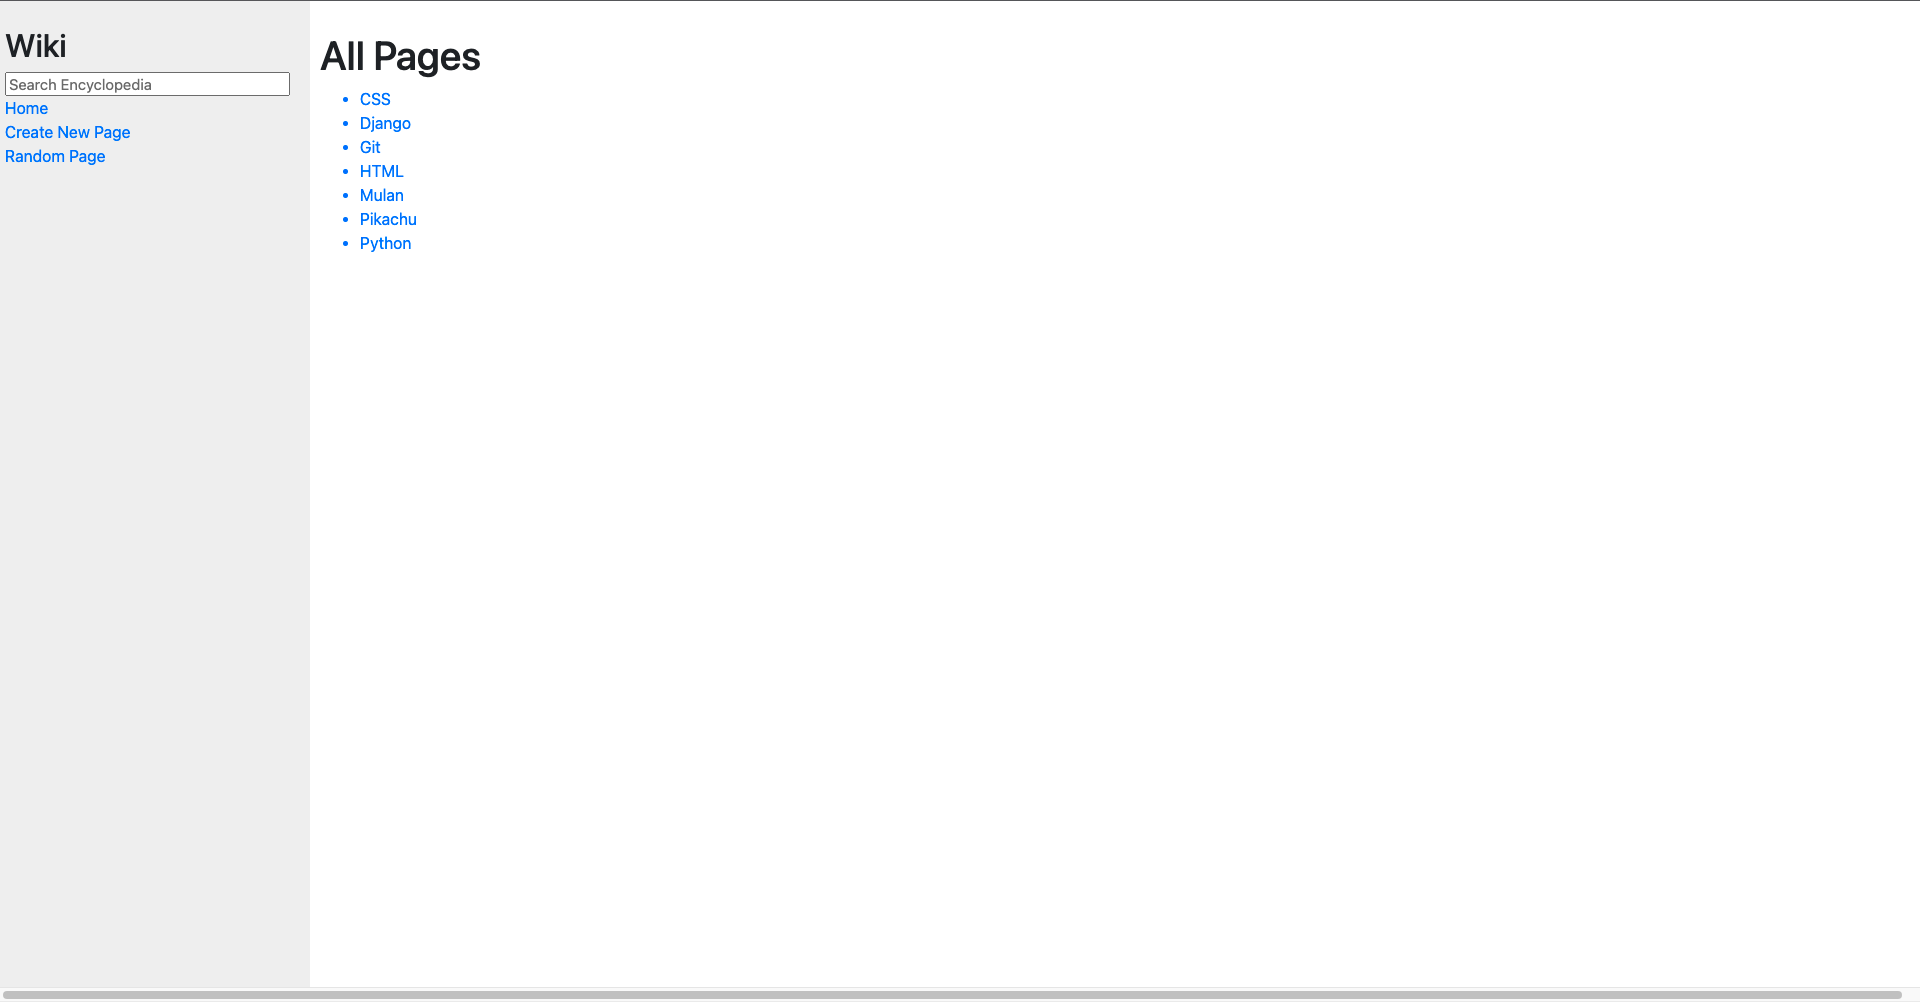 Wiki
Search Encyclopedia
Home
Create New Page
Random Page
All Pages
CSS
Django
Git
HTML
Mulan
Pikachu
Python